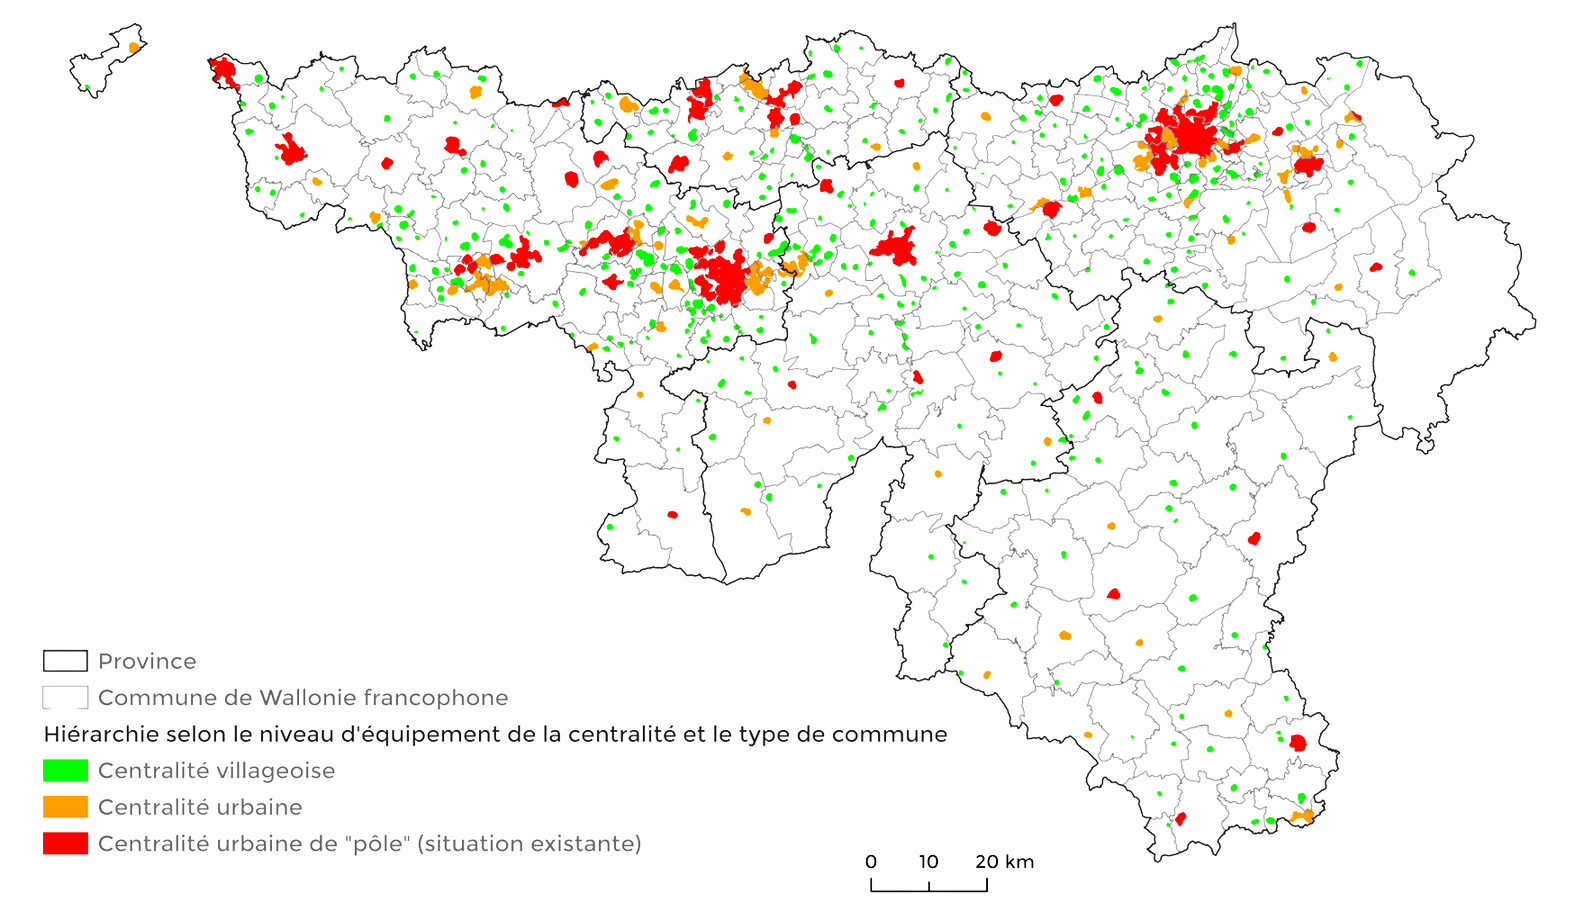 Province
Commune de Wallonie francophone
Hiérarchie selon le niveau d'équipement de la centralité et le type de commune
Centralité villageoise
Centralité urbaine
Centralité urbaine de "pôle" (situation existante)
0 10 20 km